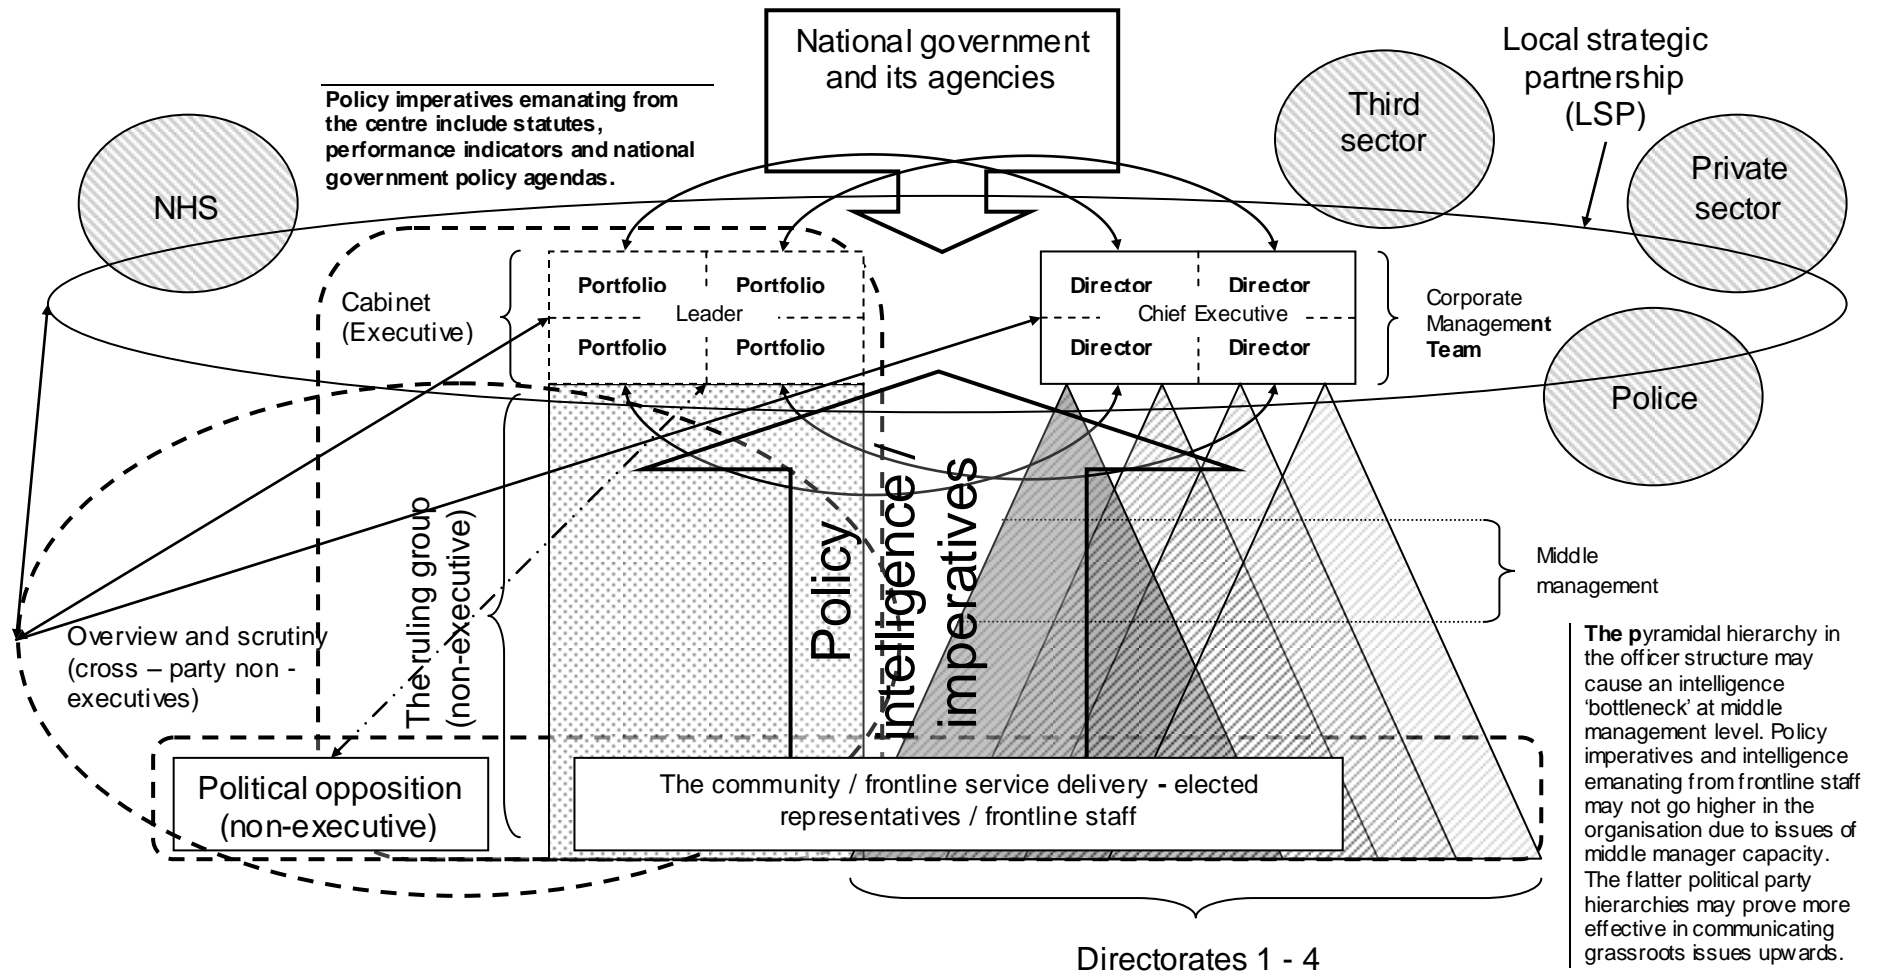 National government
and its agencies
Local strategic
partnership
(LSP)
Policy imperatives emanating from
the centre include statutes,
performance indicators and national
government policy agendas.
Third
sector
Private
sector
NHS
Cabinet
(Executive)
Portfolio
Portfolio
Leader
Portfolio
Portfolio
Director
Director
Chief Executive
Director
Director
Corporate
Management
Team
Police
The ruling group
(non-executive)
Policy
intelligence /
imperatives
Middle
management
Overview and scrutiny
(cross – party non -
executives)
Political opposition
(non-executive)
The community / frontline service delivery - elected
representatives / frontline staff
The pyramidal hierarchy in
the officer structure may
cause an intelligence
‘bottleneck’ at middle
management level. Policy
imperatives and intelligence
emanating from frontline staff
may not go higher in the
organisation due to issues of
middle manager capacity.
The flatter political party
hierarchies may prove more
effective in communicating
grassroots issues upwards.
Directorates 1 - 4